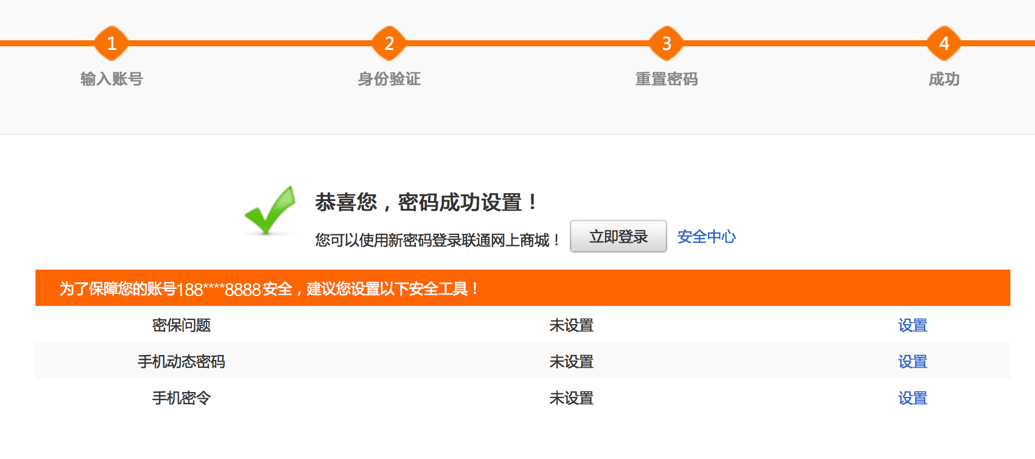 1 2 3 4
输入账号 身份验证 重置密码 成功
恭喜您，密码成功设置！
您可以使用新密码登录联通网上商城！ 立即登录 安全中心
为了保障您的账号188****8888安全，建议您设置以下安全工具！
密保问题 未设置 设置
手机动态密码 未设置 设置
手机密令 未设置 设置